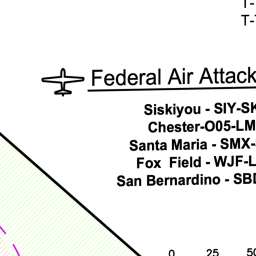 T-
T-
Federal Air Attack
Siskiyou - SIY-SK
Chester-O05-LM
Santa Maria - SMX-
Fox Field - WJF-L
San Bernardino - SBD
0 25 50